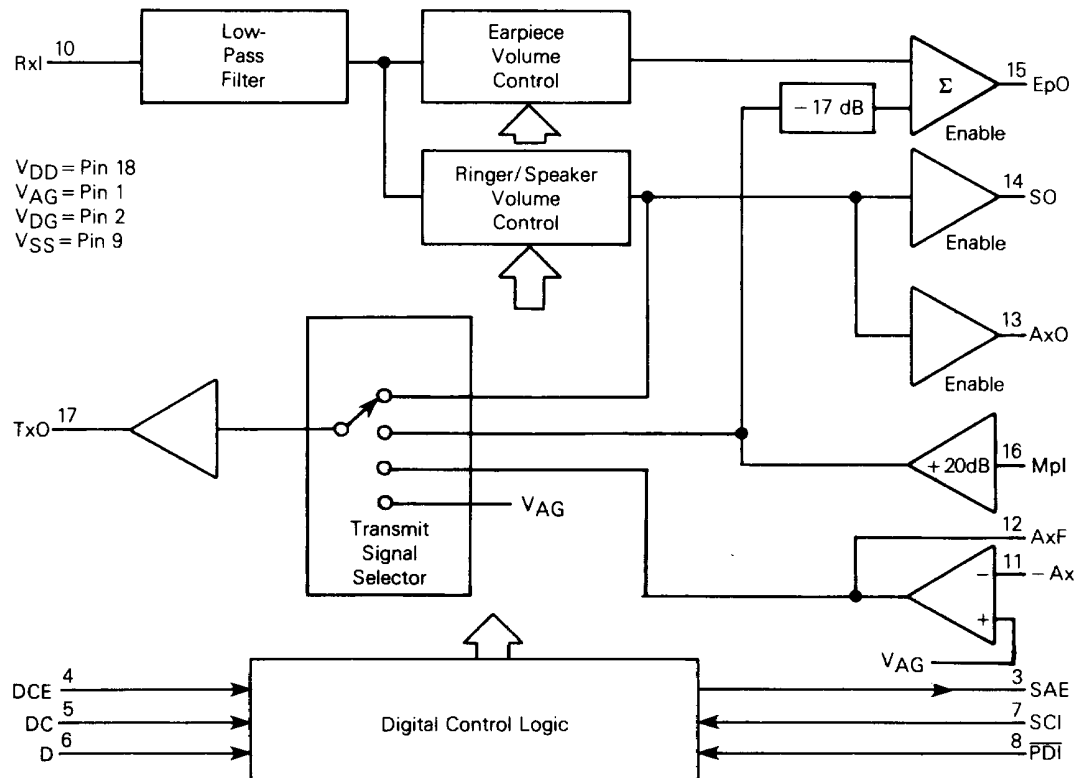 RxI
10
Low-
Pass
Filter
Earpiece
Volume
Control
Σ
15
EpO
Enable
− 17 dB
VDD = Pin 18
VAG = Pin 1
VDG = Pin 2
VSS = Pin 9
Ringer/Speaker
Volume
Control
14
SO
Enable
13
AxO
Enable
TxO
17
+ 20dB
16
MpI
VAG
Transmit
Signal
Selector
12
AxF
−
11
− Ax
+
VAG
DCE
4
DC
5
D
6
Digital Control Logic
3
SAE
7
SCI
8
P̅D̅I̅